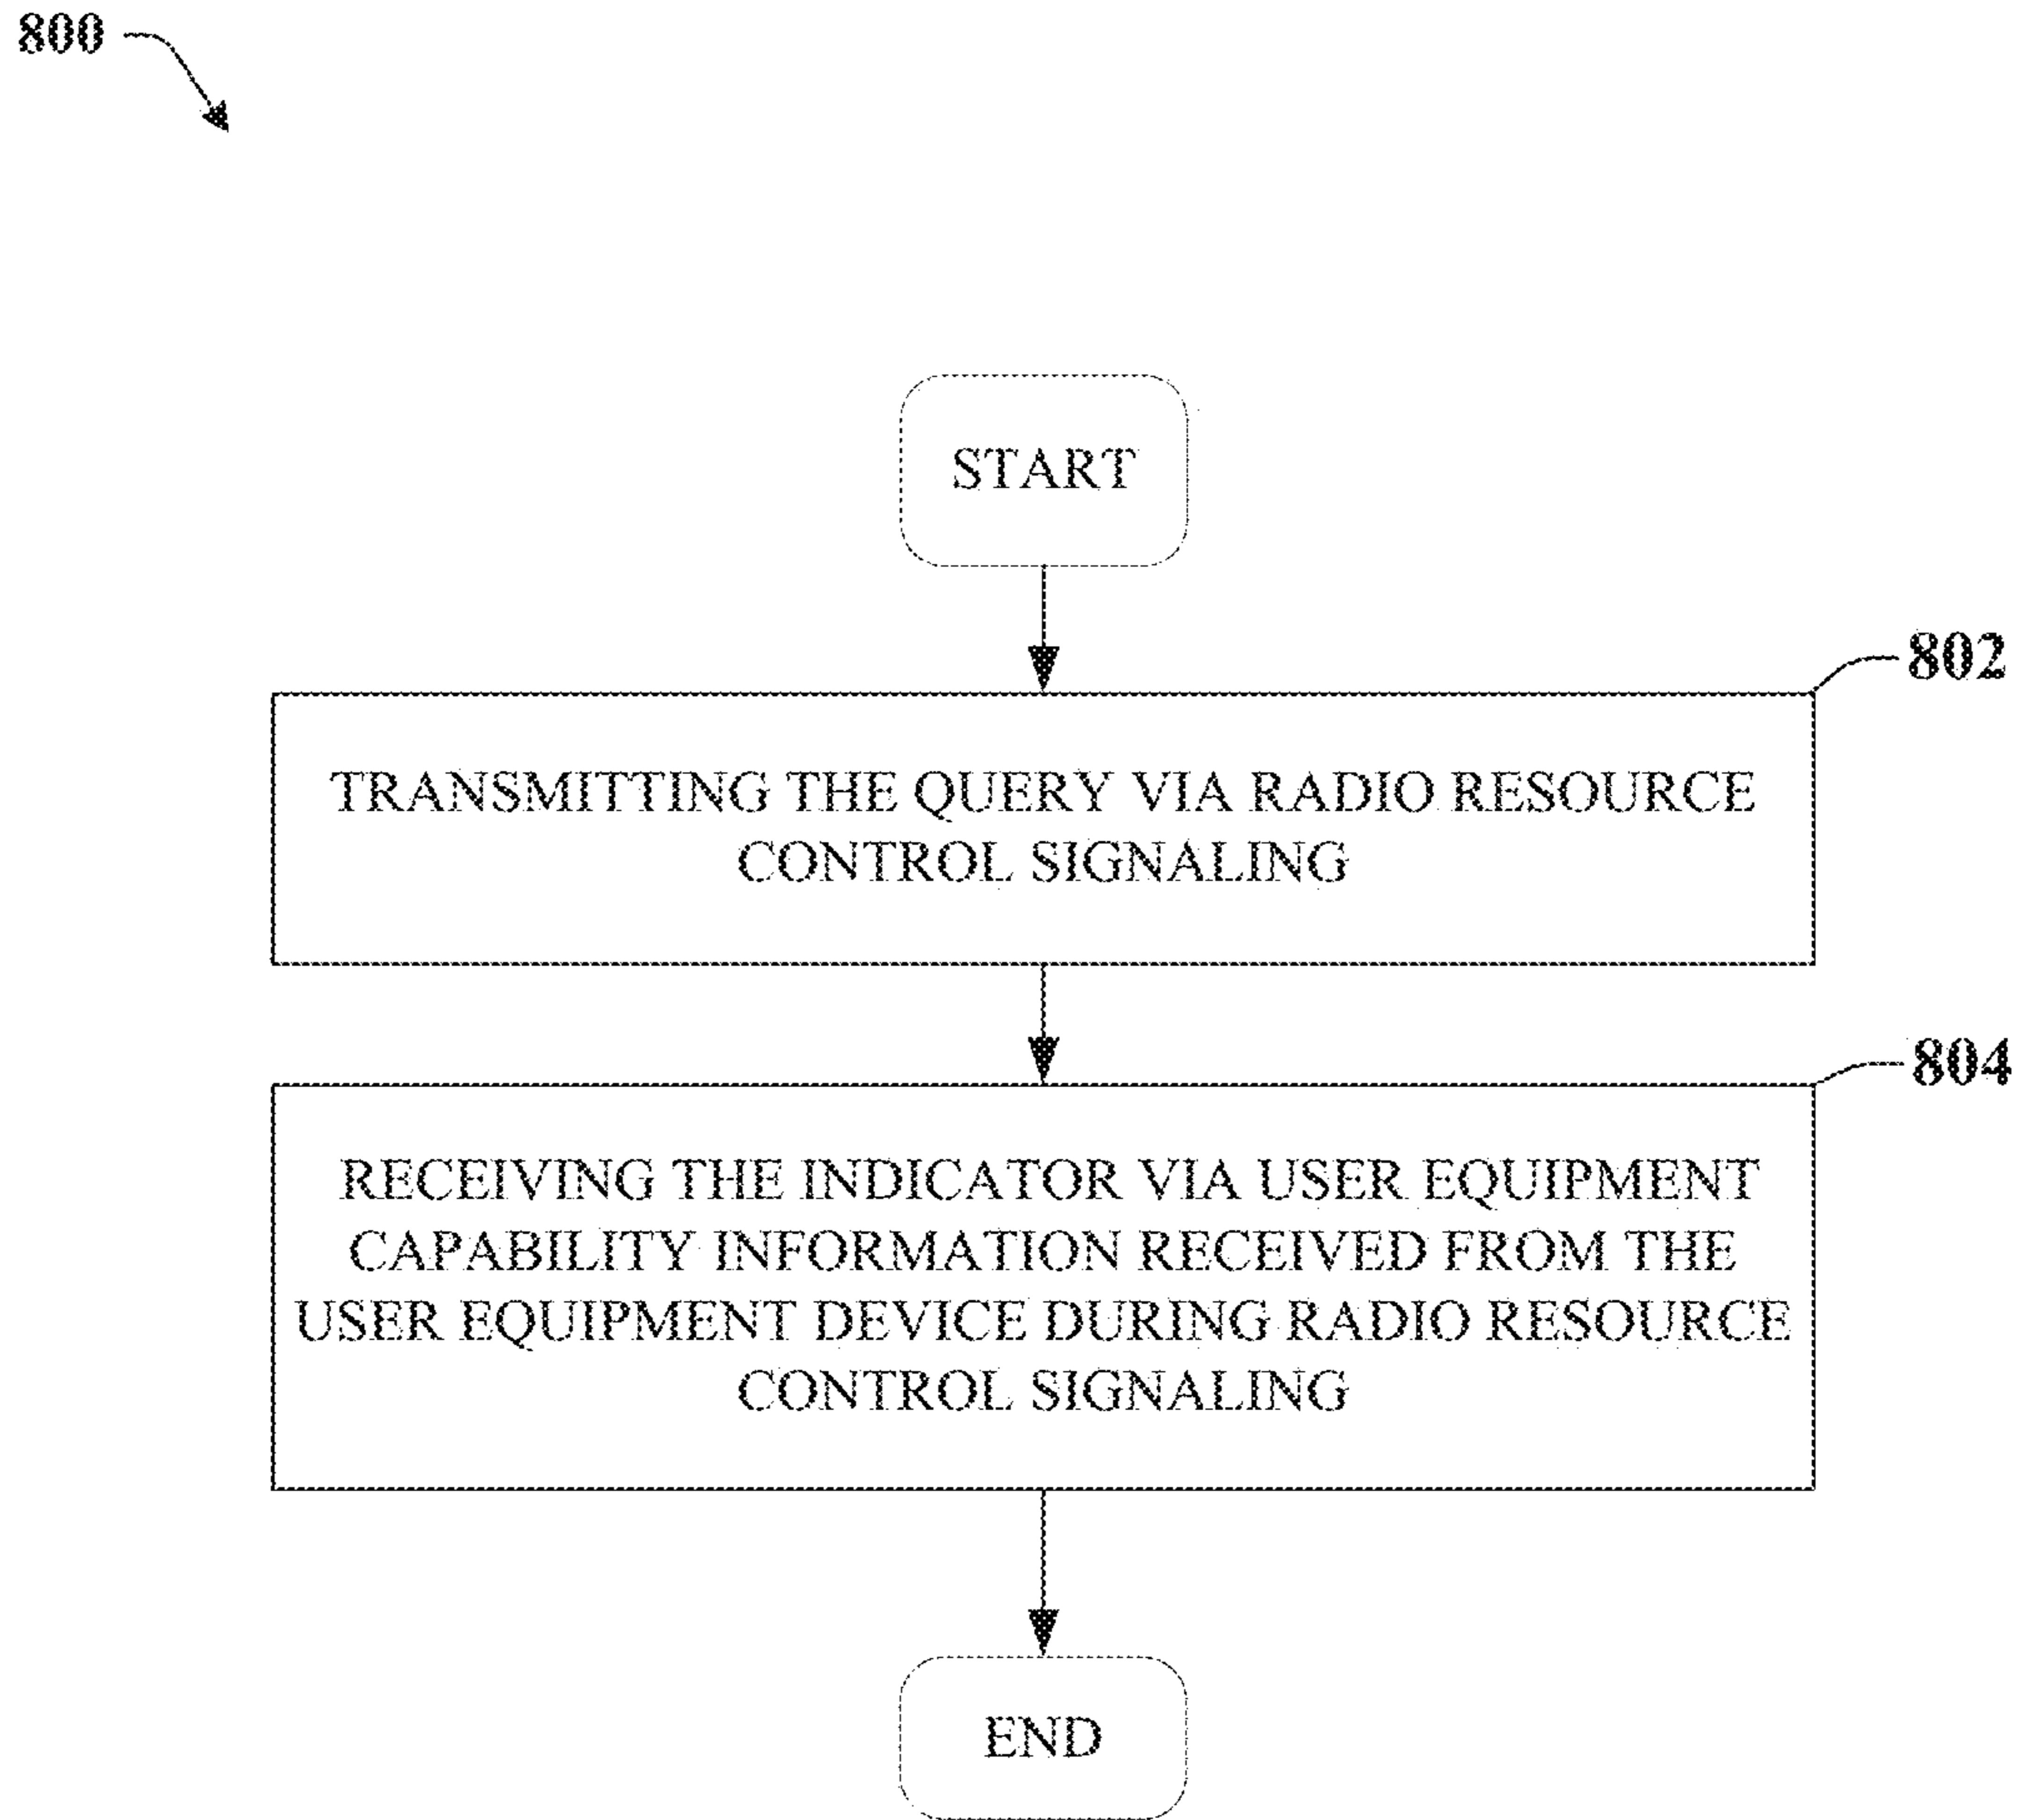 800
START
802
TRANSMITTING THE QUERY VIA RADIO RESOURCE
CONTROL SIGNALING
804
RECEIVING THE INDICATOR VIA USER EQUIPMENT
CAPABILITY INFORMATION RECEIVED FROM THE
USER EQUIPMENT DEVICE DURING RADIO RESOURCE
CONTROL SIGNALING
END